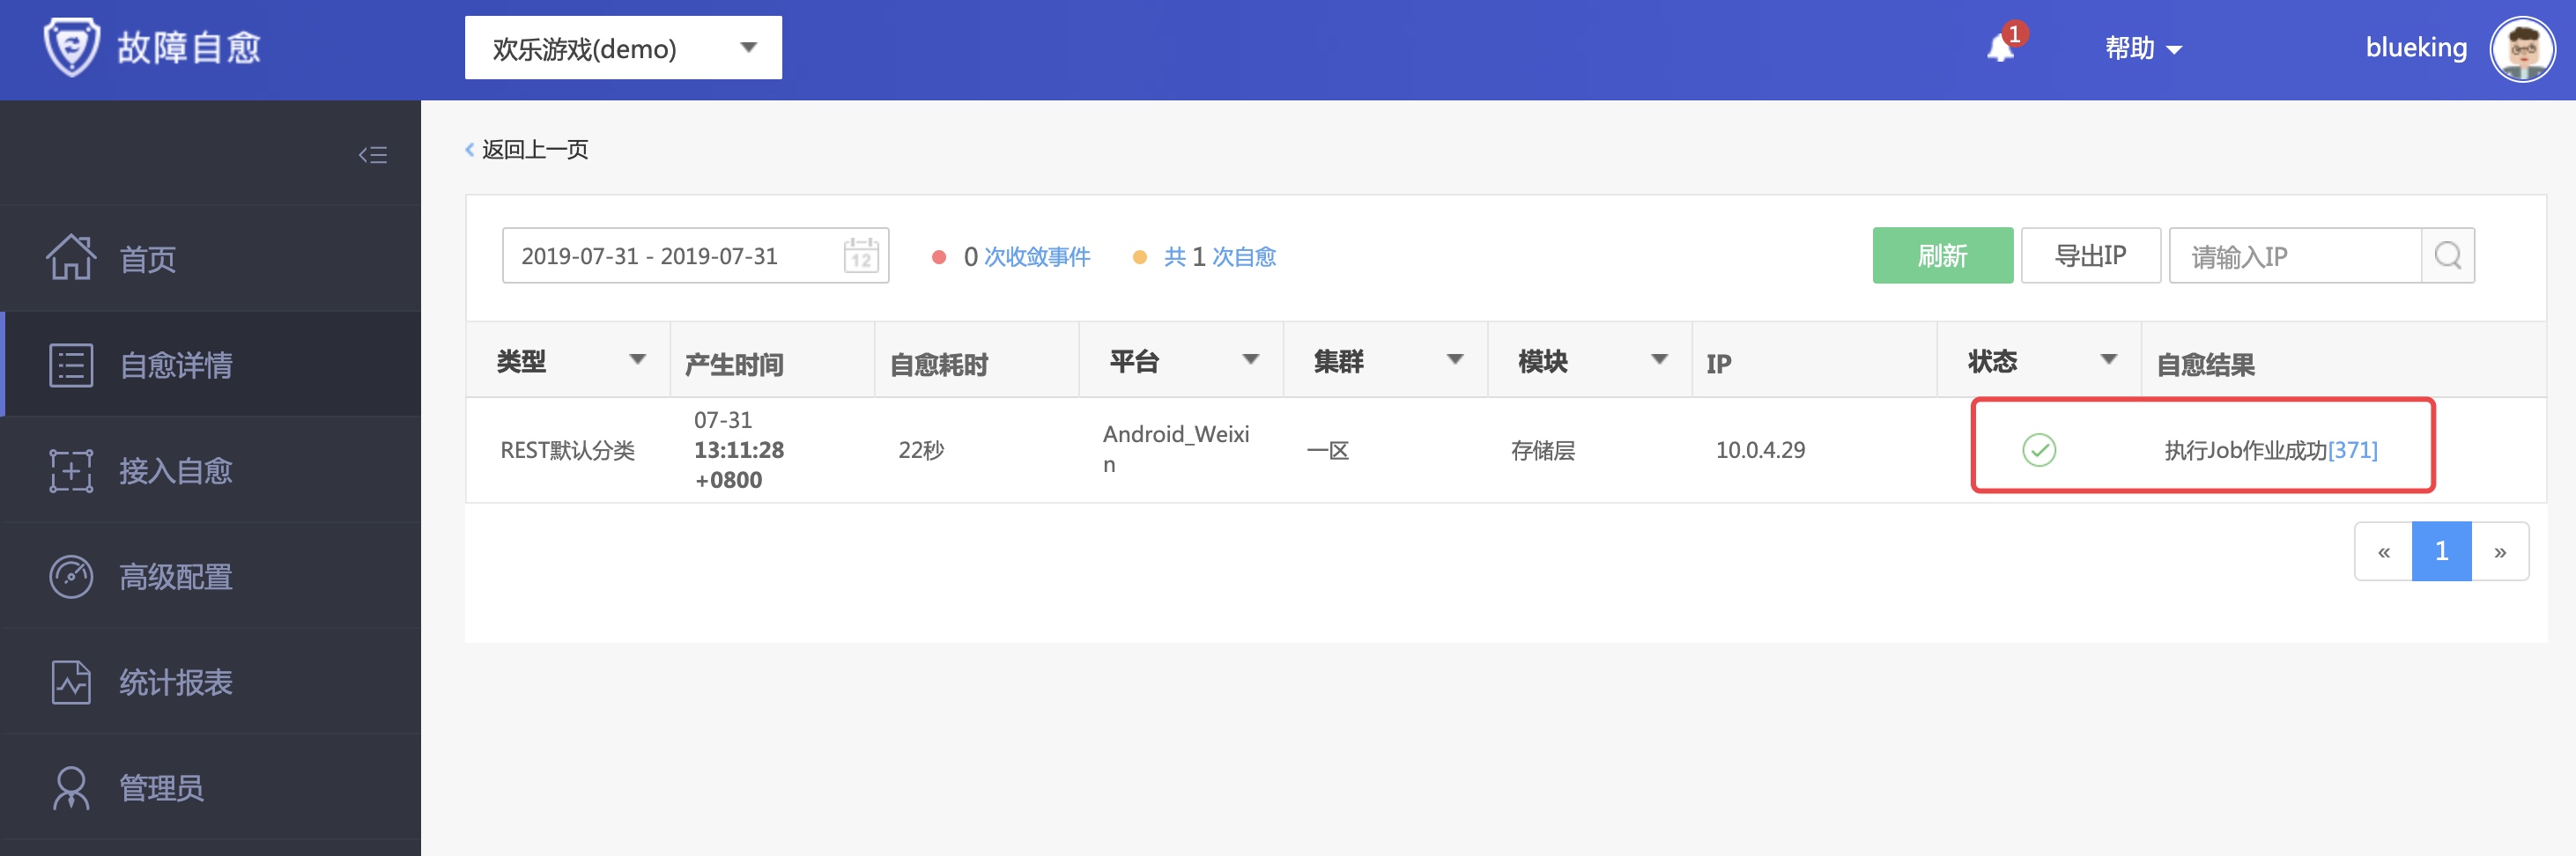 故障自愈
欢乐游戏(demo)
1
帮助
blueking
返回上一页
首页
自愈详情
接入自愈
高级配置
统计报表
管理员
2019-07-31 - 2019-07-31
12
0 次收敛事件
共 1 次自愈
刷新
导出IP
请输入IP
类型
产生时间
自愈耗时
平台
集群
模块
IP
状态
自愈结果
REST默认分类
07-31
13:11:28
+0800
22秒
Android_Weixi
n
一区
存储层
10.0.4.29
执行Job作业成功[371]
«
1
»